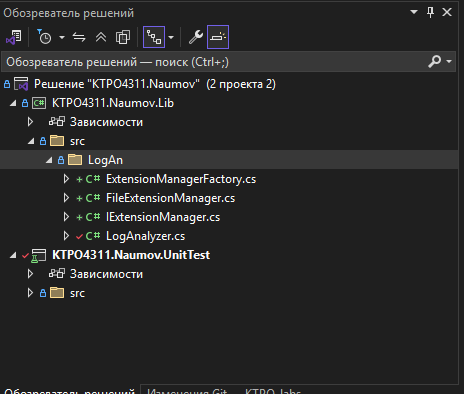 Обозреватель решений
Обозреватель решений — поиск (Ctrl+;)
Решение "KTPO4311.Naumov" (2 проекта 2)
KTPO4311.Naumov.Lib
Зависимости
src
LogAn
C# ExtensionManagerFactory.cs
C# FileExtensionManager.cs
C# IExtensionManager.cs
C# LogAnalyzer.cs
KTPO4311.Naumov.UnitTest
Зависимости
src
Обозреватель решений Изменения Git